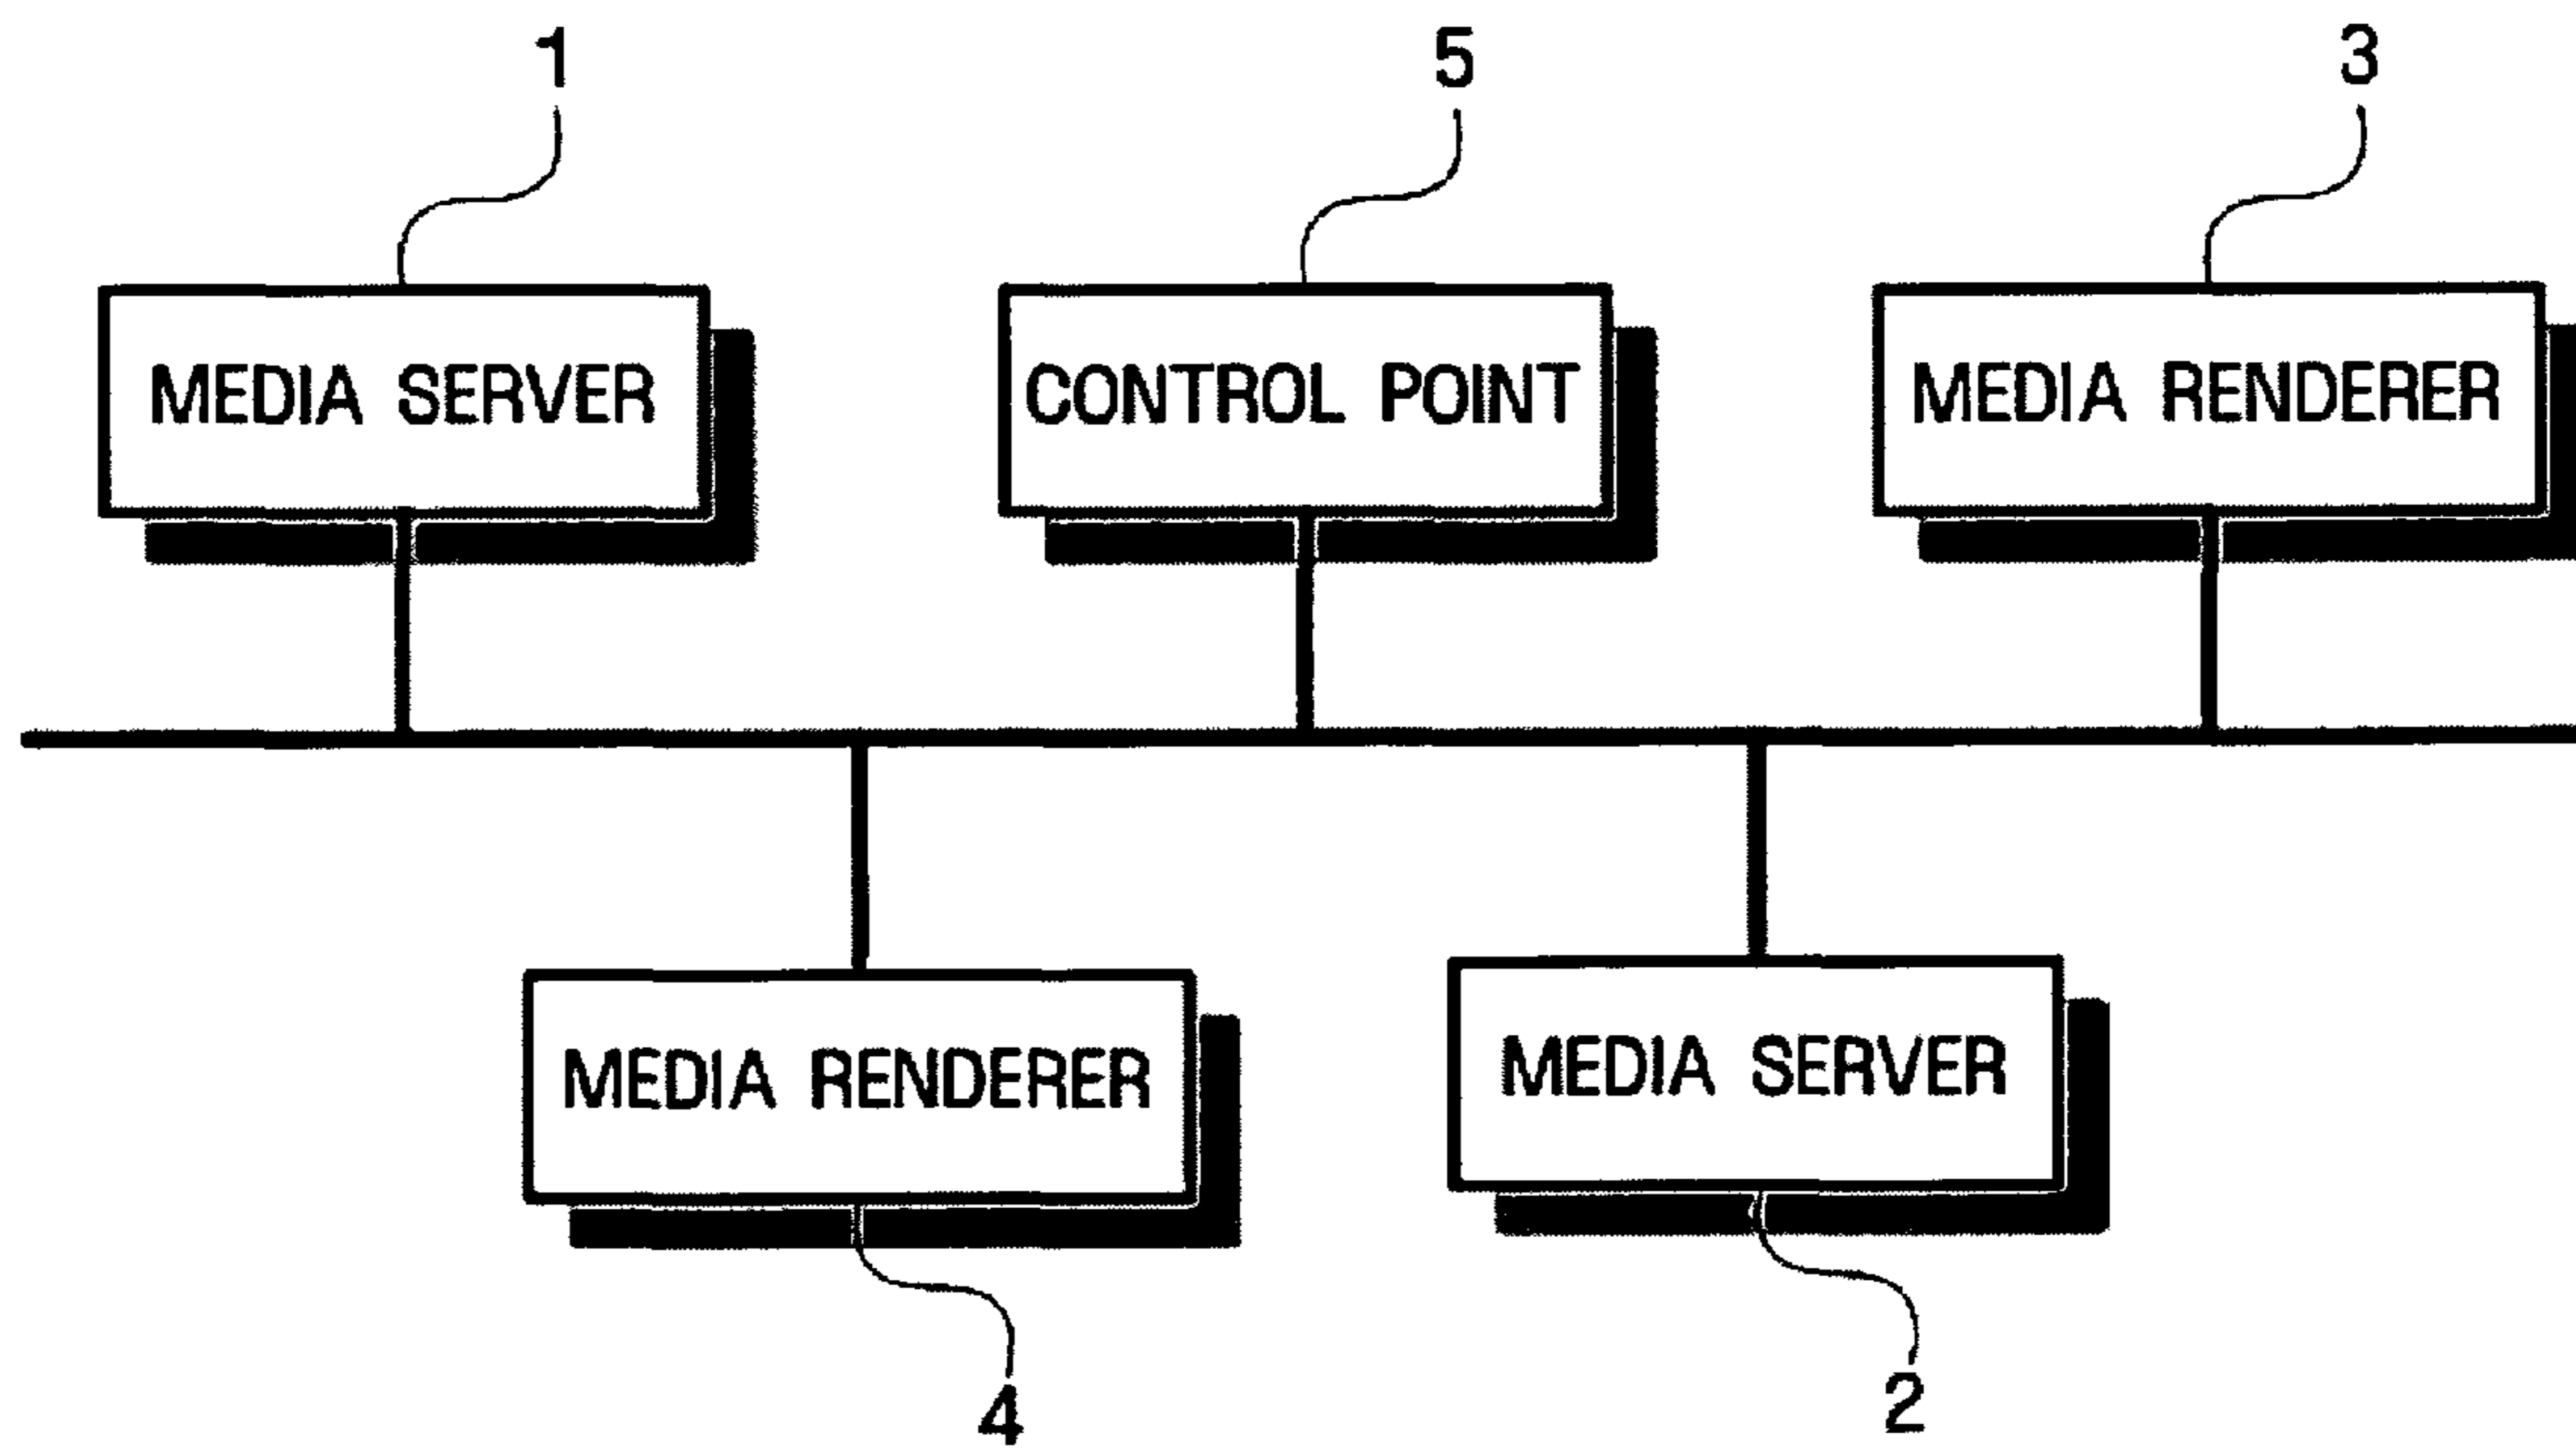 1 5 3
MEDIA SERVER CONTROL POINT MEDIA RENDERER
MEDIA RENDERER MEDIA SERVER
4 2